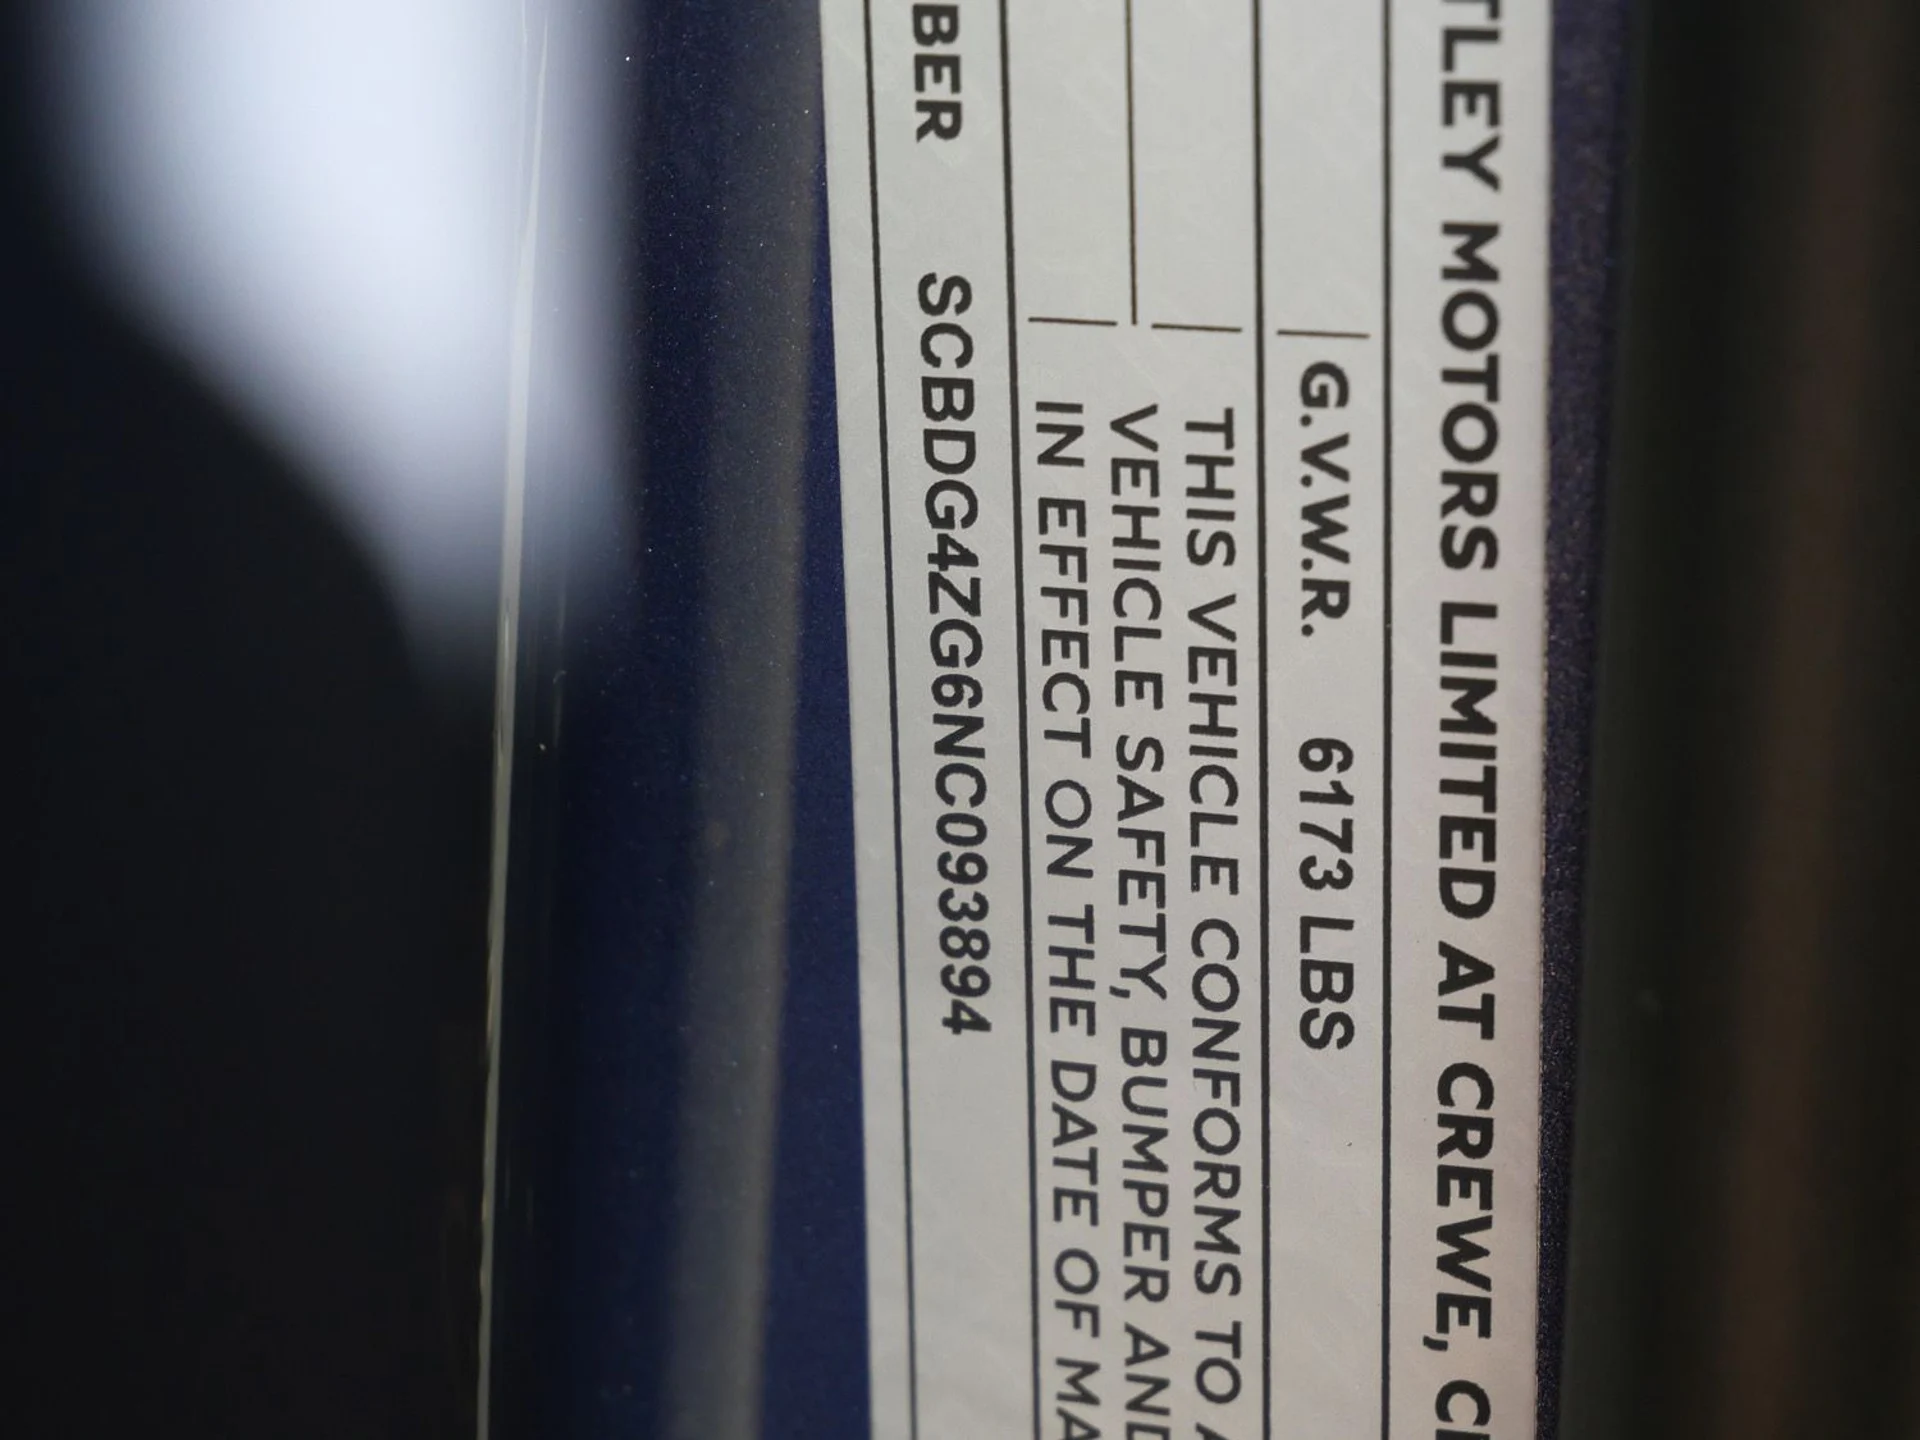 TLEY MOTORS LIMITED AT CREWE, C
G.V.W.R. 6173 LBS
THIS VEHICLE CONFORMS TO A
VEHICLE SAFETY, BUMPER AND
IN EFFECT ON THE DATE OF MA
BER SCBDG4ZG6NC093894